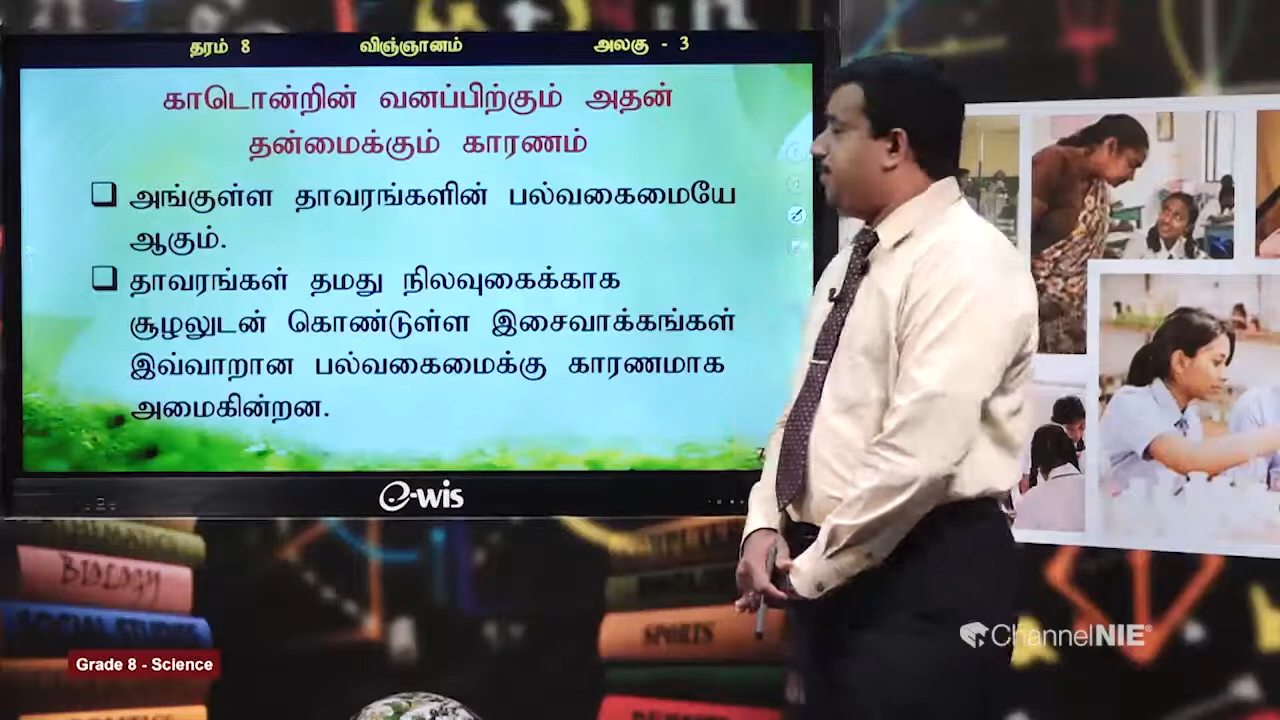 தரம் 8 விஞ்ஞானம் அலகு - 3
காடொன்றின் வனப்பிற்கும் அதன்
தன்மைக்கும் காரணம்
அங்குள்ள தாவரங்களின் பல்வகைமையே
ஆகும்.
தாவரங்கள் தமது நிலவுகைக்காக
சூழலுடன் கொண்டுள்ள இசைவாக்கங்கள்
இவ்வாறான பல்வகைமைக்கு காரணமாக
அமைகின்றன.
e-wis
BIOLOGY
SOCIAL STUDIES
SPORTS
Grade 8 - Science
ChannelNIE